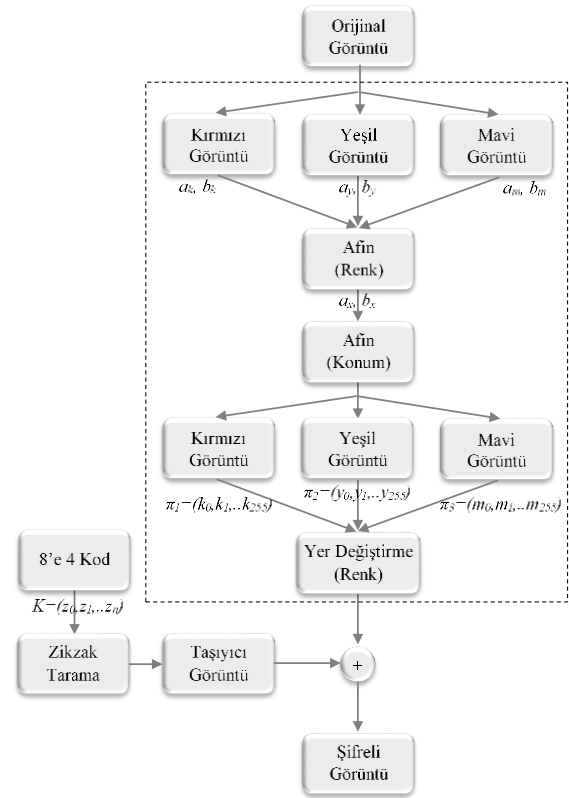 Orijinal
Görüntü
Kırmızı
Görüntü
Yeşil
Görüntü
Mavi
Görüntü
ak, bk
ay, by
am, bm
Afin
(Renk)
ax, bx
Afin
(Konum)
Kırmızı
Görüntü
Yeşil
Görüntü
Mavi
Görüntü
π1=(k0,k1,..k255)
π2=(y0,y1,..y255)
π3=(m0,m1,..m255)
Yer Değiştirme
(Renk)
8'e 4 Kod
K=(z0,z1,..zn)
Zikzak
Tarama
Taşıyıcı
Görüntü
+
Şifreli
Görüntü